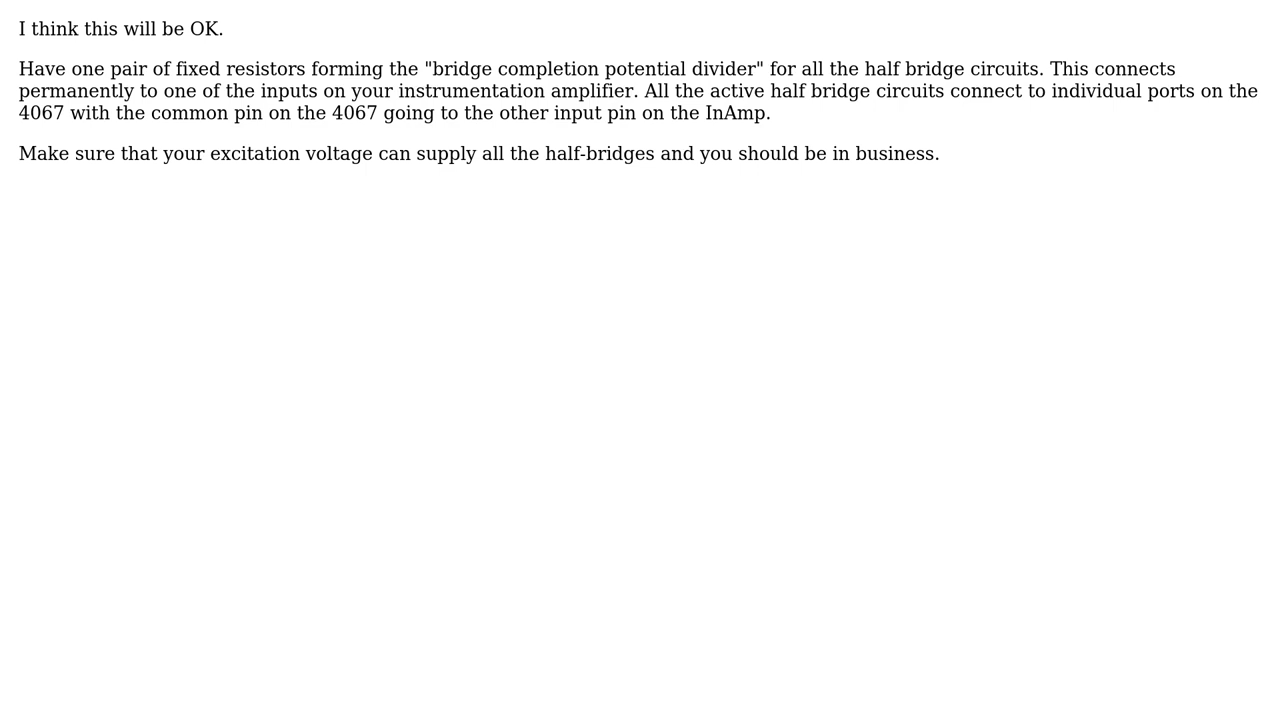 I think this will be OK.
Have one pair of fixed resistors forming the "bridge completion potential divider" for all the half bridge circuits. This connects
permanently to one of the inputs on your instrumentation amplifier. All the active half bridge circuits connect to individual ports on the
4067 with the common pin on the 4067 going to the other input pin on the InAmp.
Make sure that your excitation voltage can supply all the half-bridges and you should be in business.